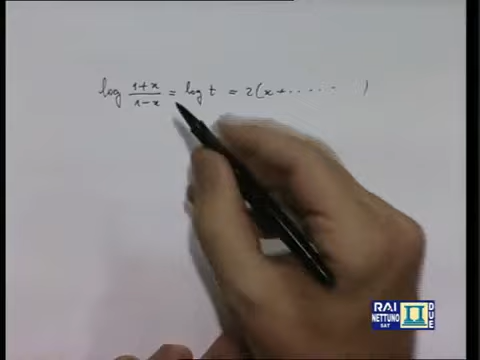 log 1+x/1-x = log t = 2(x+...... )
RAI
NETTUNO
SAT
DUE